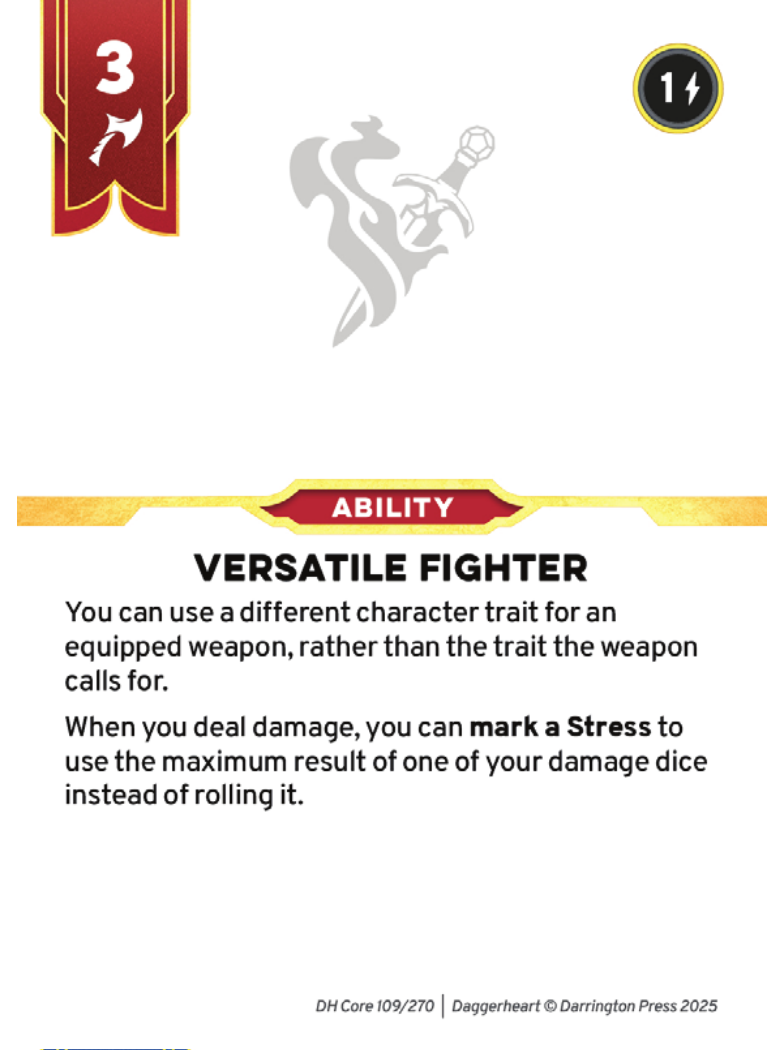 3
1
ABILITY
VERSATILE FIGHTER
You can use a different character trait for an
equipped weapon, rather than the trait the weapon
calls for.
When you deal damage, you can mark a Stress to
use the maximum result of one of your damage dice
instead of rolling it.
DH Core 109/270 | Daggerheart © Darrington Press 2025